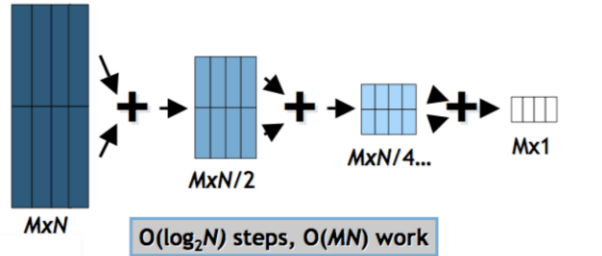 MxN
MxN/2
MxN/4...
Mx1
O(log₂N) steps, O(MN) work